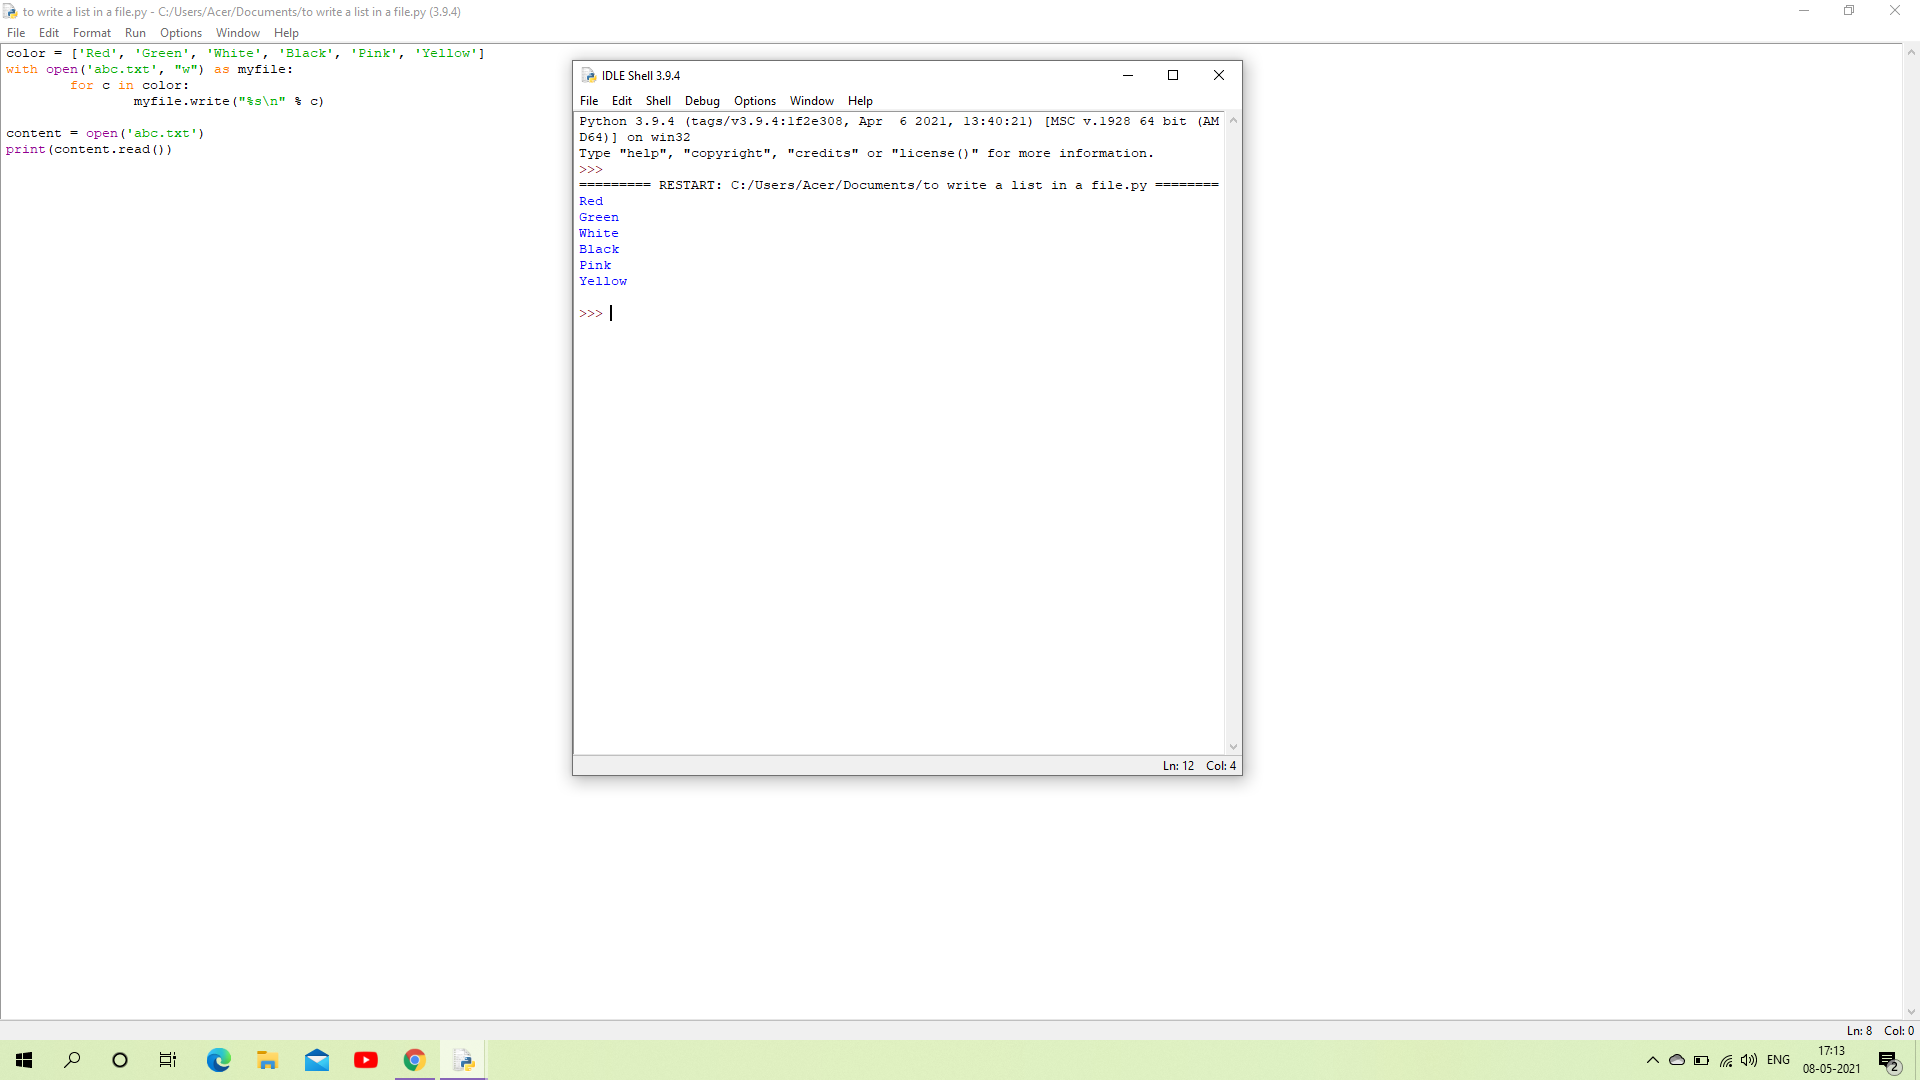 to write a list in a file.py - C:/Users/Acer/Documents/to write a list in a file.py (3.9.4)
File Edit Format Run Options Window Help
color = ['Red', 'Green', 'White', 'Black', 'Pink', 'Yellow']
with open('abc.txt', "w") as myfile:
        for c in color:
                myfile.write("%s\n" % c)
content = open('abc.txt')
print(content.read())
IDLE Shell 3.9.4
File Edit Shell Debug Options Window Help
Python 3.9.4 (tags/v3.9.4:1f2e308, Apr  6 2021, 13:40:21) [MSC v.1928 64 bit (AM
D64)] on win32
Type "help", "copyright", "credits" or "license()" for more information.
>>>
========= RESTART: C:/Users/Acer/Documents/to write a list in a file.py ========
Red
Green
White
Black
Pink
Yellow
>>>
Ln: 12 Col: 4
Ln: 8 Col: 0
ENG
17:13
08-05-2021
2